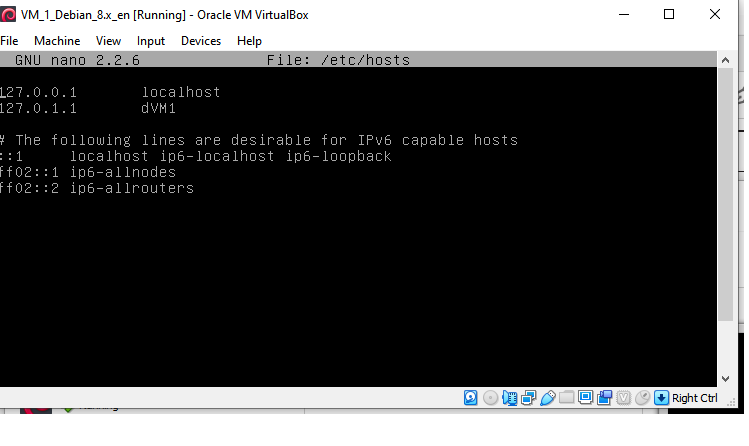 VM_1_Debian_8.x_en [Running] - Oracle VM VirtualBox
File Machine View Input Devices Help
GNU nano 2.2.6 File: /etc/hosts
127.0.0.1 localhost
127.0.1.1 dVM1
# The following lines are desirable for IPv6 capable hosts
::1 localhost ip6-localhost ip6-loopback
ff02::1 ip6-allnodes
ff02::2 ip6-allrouters
Right Ctrl